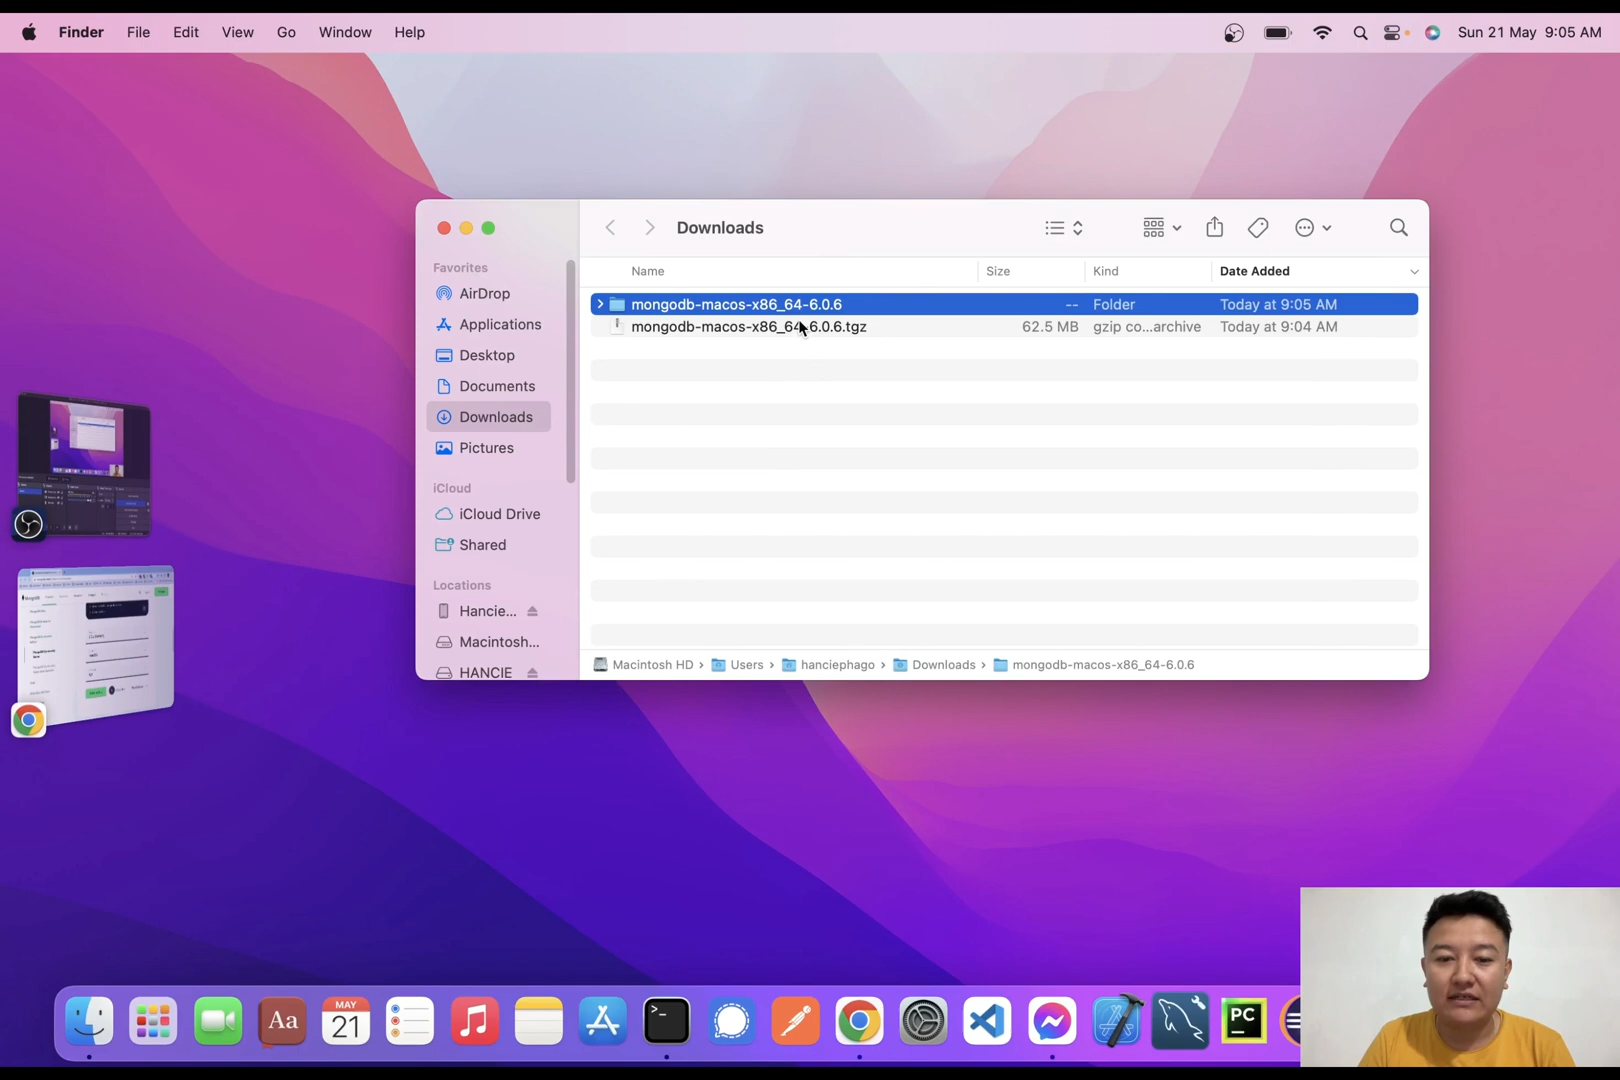 Finder File Edit View Go Window Help Sun 21 May 9:05 AM
Downloads
Favorites
AirDrop
Applications
Desktop
Documents
Downloads
Pictures
iCloud
iCloud Drive
Shared
Locations
Hancie...
Macintosh...
HANCIE
Name Size Kind Date Added
mongodb-macos-x86_64-6.0.6 -- Folder Today at 9:05 AM
mongodb-macos-x86_64-6.0.6.tgz 62.5 MB gzip co...archive Today at 9:04 AM
Macintosh HD › Users › hanciephago › Downloads › mongodb-macos-x86_64-6.0.6
Aa
MAY
21
>_
PC